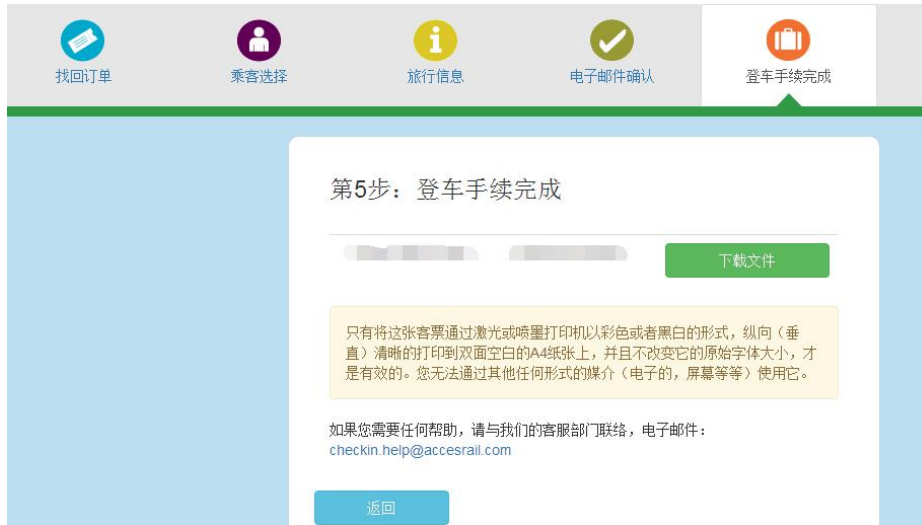 找回订单
乘客选择
旅行信息
电子邮件确认
登车手续完成
第5步：登车手续完成
下载文件
只有将这张客票通过激光或喷墨打印机以彩色或者黑白的形式，纵向（垂
直）清晰的打印到双面空白的A4纸张上，并且不改变它的原始字体大小，才
是有效的。您无法通过其他任何形式的媒介（电子的，屏幕等等）使用它。
如果您需要任何帮助，请与我们的客服部门联络，电子邮件：
checkin.help@accesrail.com
返回